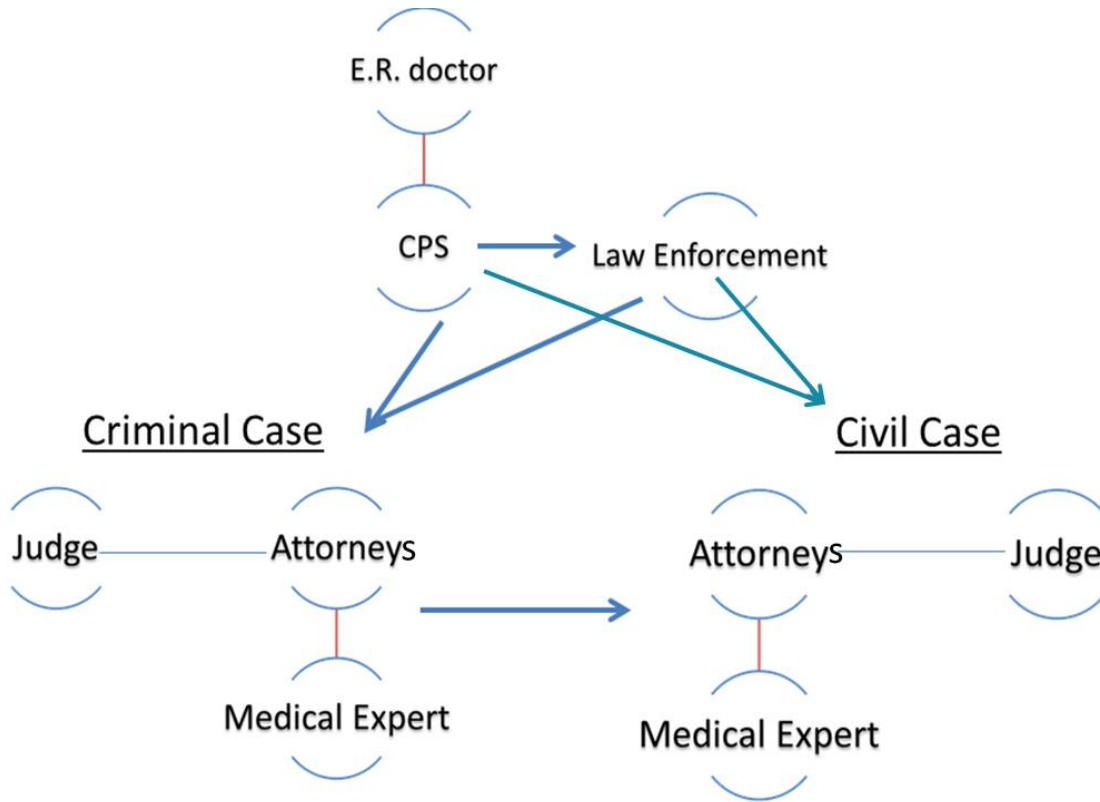 E.R. doctor
CPS
Law Enforcement
Criminal Case
Civil Case
Judge
Attorneys
Attorneys
Judge
Medical Expert
Medical Expert